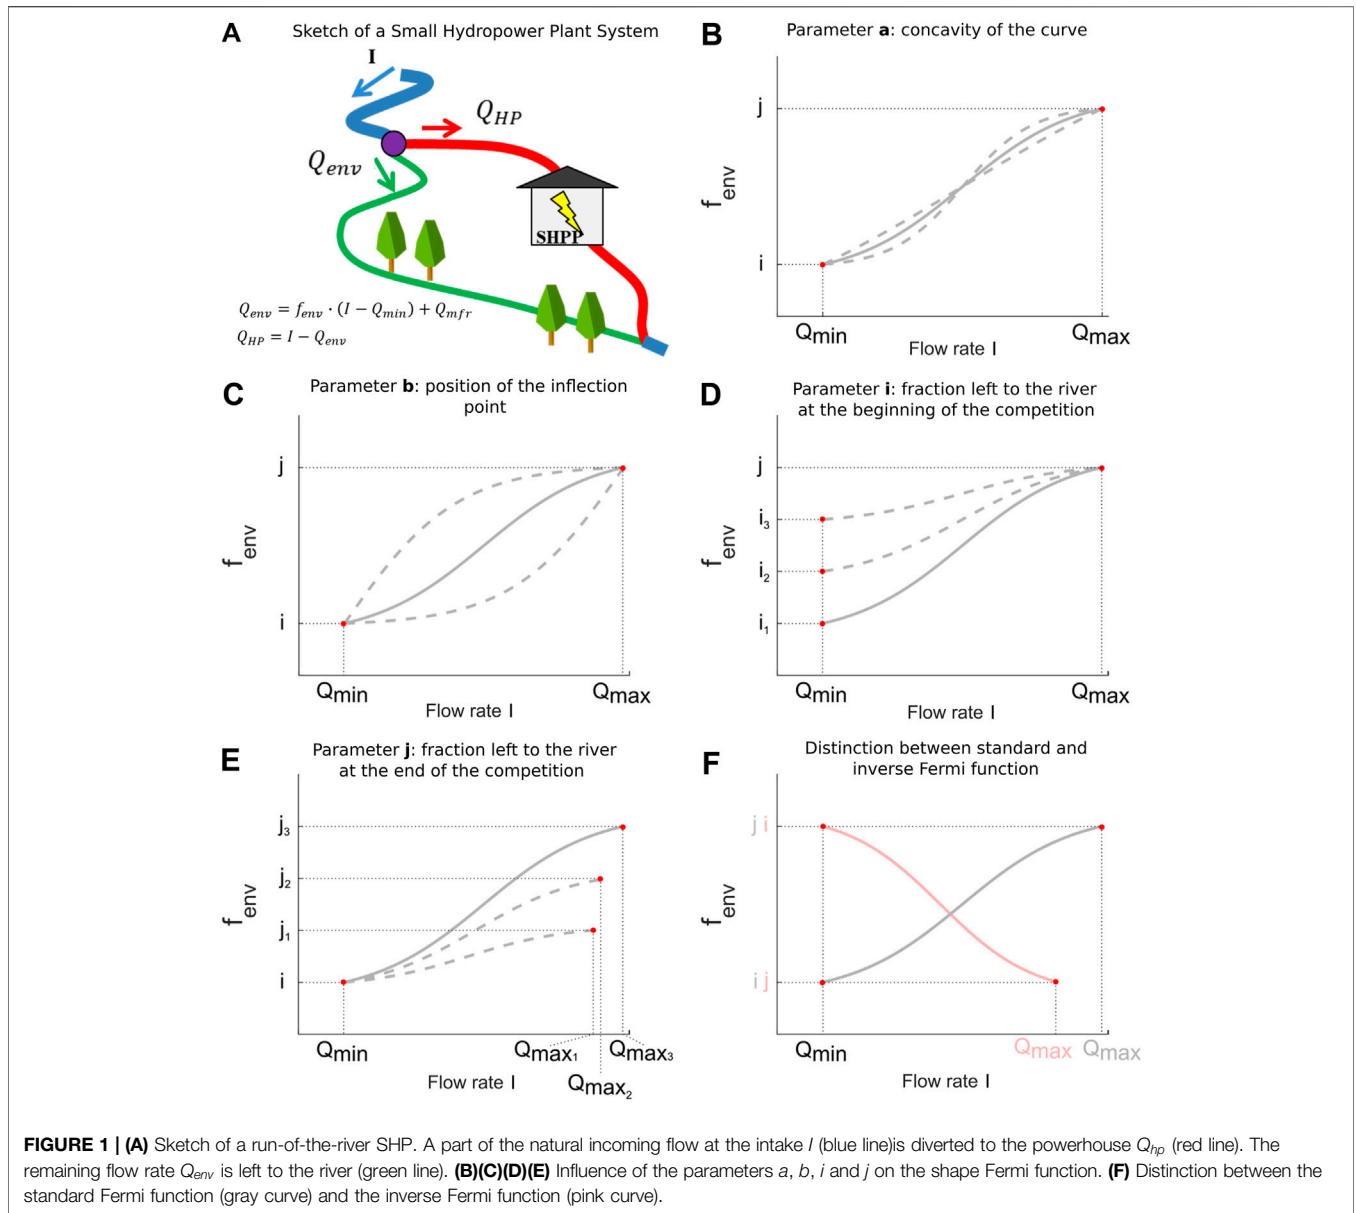 A
Sketch of a Small Hydropower Plant System
I
Q_HP
Q_env
SHPP
Q_env = f_env · (I − Q_min) + Q_mfr
Q_HP = I − Q_env
B
Parameter a: concavity of the curve
j
f_env
i
Qmin
Qmax
Flow rate I
C
Parameter b: position of the inflection
point
j
f_env
i
Qmin
Qmax
Flow rate I
D
Parameter i: fraction left to the river
at the beginning of the competition
j
i3
f_env
i2
i1
Qmin
Qmax
Flow rate I
E
Parameter j: fraction left to the river
at the end of the competition
j3
j2
f_env
j1
i
Qmin
Qmax1
Qmax3
Qmax2
Flow rate I
F
Distinction between standard and
inverse Fermi function
j i
f_env
i j
Qmin
Qmax
Qmax
Flow rate I
FIGURE 1 | (A) Sketch of a run-of-the-river SHP. A part of the natural incoming flow at the intake I (blue line)is diverted to the powerhouse Qhp (red line). The
remaining flow rate Qenv is left to the river (green line). (B)(C)(D)(E) Influence of the parameters a, b, i and j on the shape Fermi function. (F) Distinction between the
standard Fermi function (gray curve) and the inverse Fermi function (pink curve).